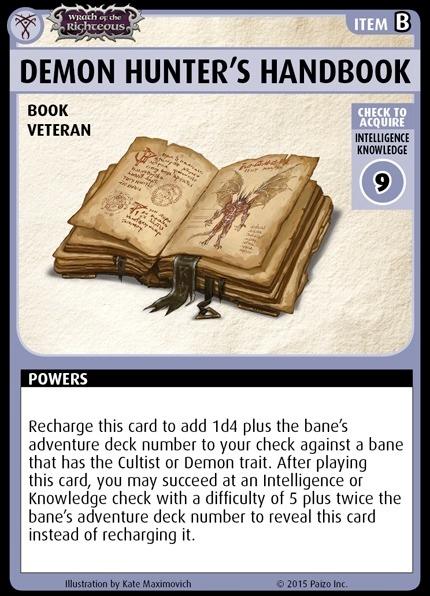 Wrath of the
Righteous
ITEM B
DEMON HUNTER'S HANDBOOK
BOOK
VETERAN
CHECK TO
ACQUIRE
INTELLIGENCE
KNOWLEDGE
9
POWERS
Recharge this card to add 1d4 plus the bane's
adventure deck number to your check against a bane
that has the Cultist or Demon trait. After playing
this card, you may succeed at an Intelligence or
Knowledge check with a difficulty of 5 plus twice the
bane's adventure deck number to reveal this card
instead of recharging it.
Illustration by Kate Maximovich
© 2015 Paizo Inc.